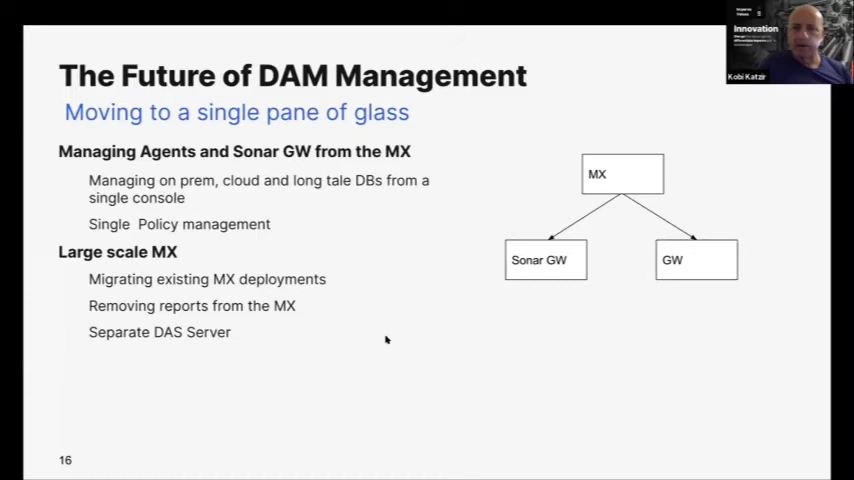 The Future of DAM Management
Moving to a single pane of glass
Managing Agents and Sonar GW from the MX
Managing on prem, cloud and long tale DBs from a
single console
Single Policy management
Large scale MX
Migrating existing MX deployments
Removing reports from the MX
Separate DAS Server
MX
Sonar GW
GW
16
Imperva
Values
Innovation
Kobi Katzir